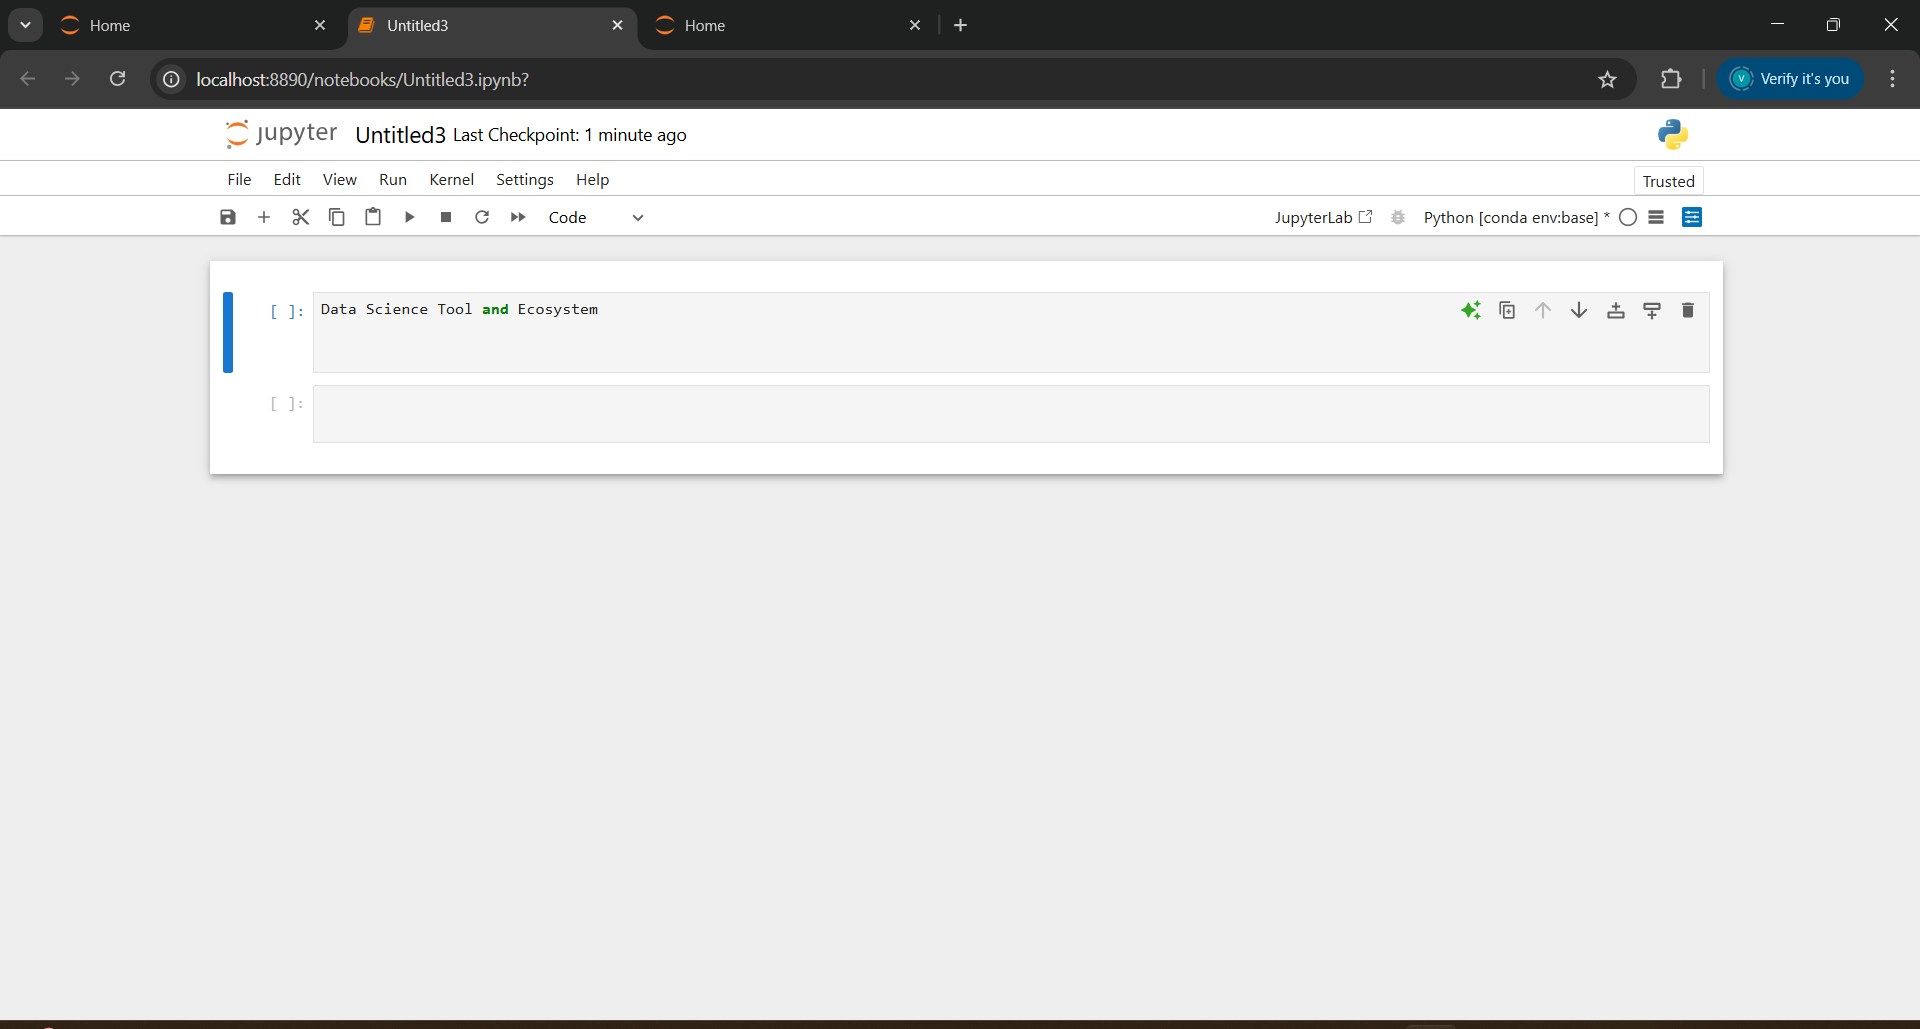 Home
Untitled3
Home
localhost:8890/notebooks/Untitled3.ipynb?
V
Verify it's you
jupyter
Untitled3 Last Checkpoint: 1 minute ago
File Edit View Run Kernel Settings Help
Trusted
Code
JupyterLab
Python [conda env:base] *
[ ]:
Data Science Tool and Ecosystem
[ ]: